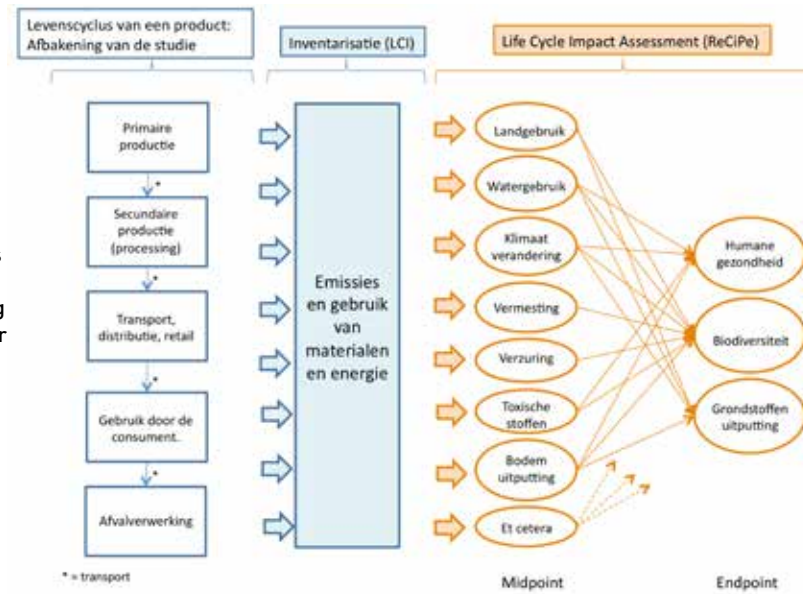 Levenscyclus van een product:
Afbakening van de studie
Inventarisatie (LCI)
Life Cycle Impact Assessment (ReCiPe)
Primaire
productie
*
Secundaire
productie
(processing)
*
Transport,
distributie, retail
*
Gebruik door de
consument.
*
Afvalverwerking
* = transport
Emissies
en gebruik
van
materialen
en energie
Landgebruik
Watergebruik
Klimaat
verandering
Vermesting
Verzuring
Toxische
stoffen
Bodem
uitputting
Et cetera
Midpoint
Humane
gezondheid
Biodiversiteit
Grondstoffen
uitputting
Endpoint